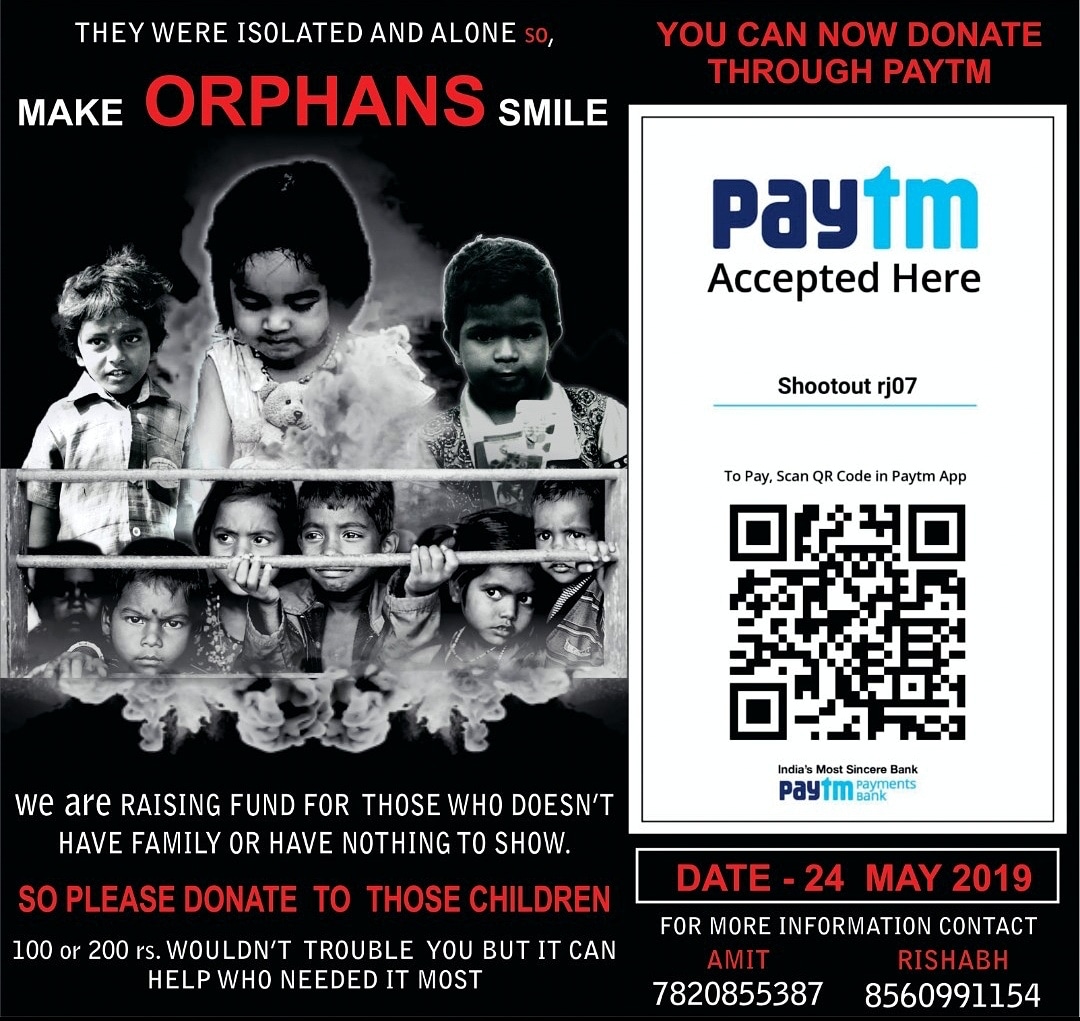 THEY WERE ISOLATED AND ALONE so,
MAKE ORPHANS SMILE
we are RAISING FUND FOR THOSE WHO DOESN'T
HAVE FAMILY OR HAVE NOTHING TO SHOW.
SO PLEASE DONATE TO THOSE CHILDREN
100 or 200 rs. WOULDN'T TROUBLE YOU BUT IT CAN
HELP WHO NEEDED IT MOST
YOU CAN NOW DONATE
THROUGH PAYTM
paytm
Accepted Here
Shootout rj07
To Pay, Scan QR Code in Paytm App
India's Most Sincere Bank
paytm payments
BANK
DATE - 24 MAY 2019
FOR MORE INFORMATION CONTACT
AMIT RISHABH
7820855387 8560991154